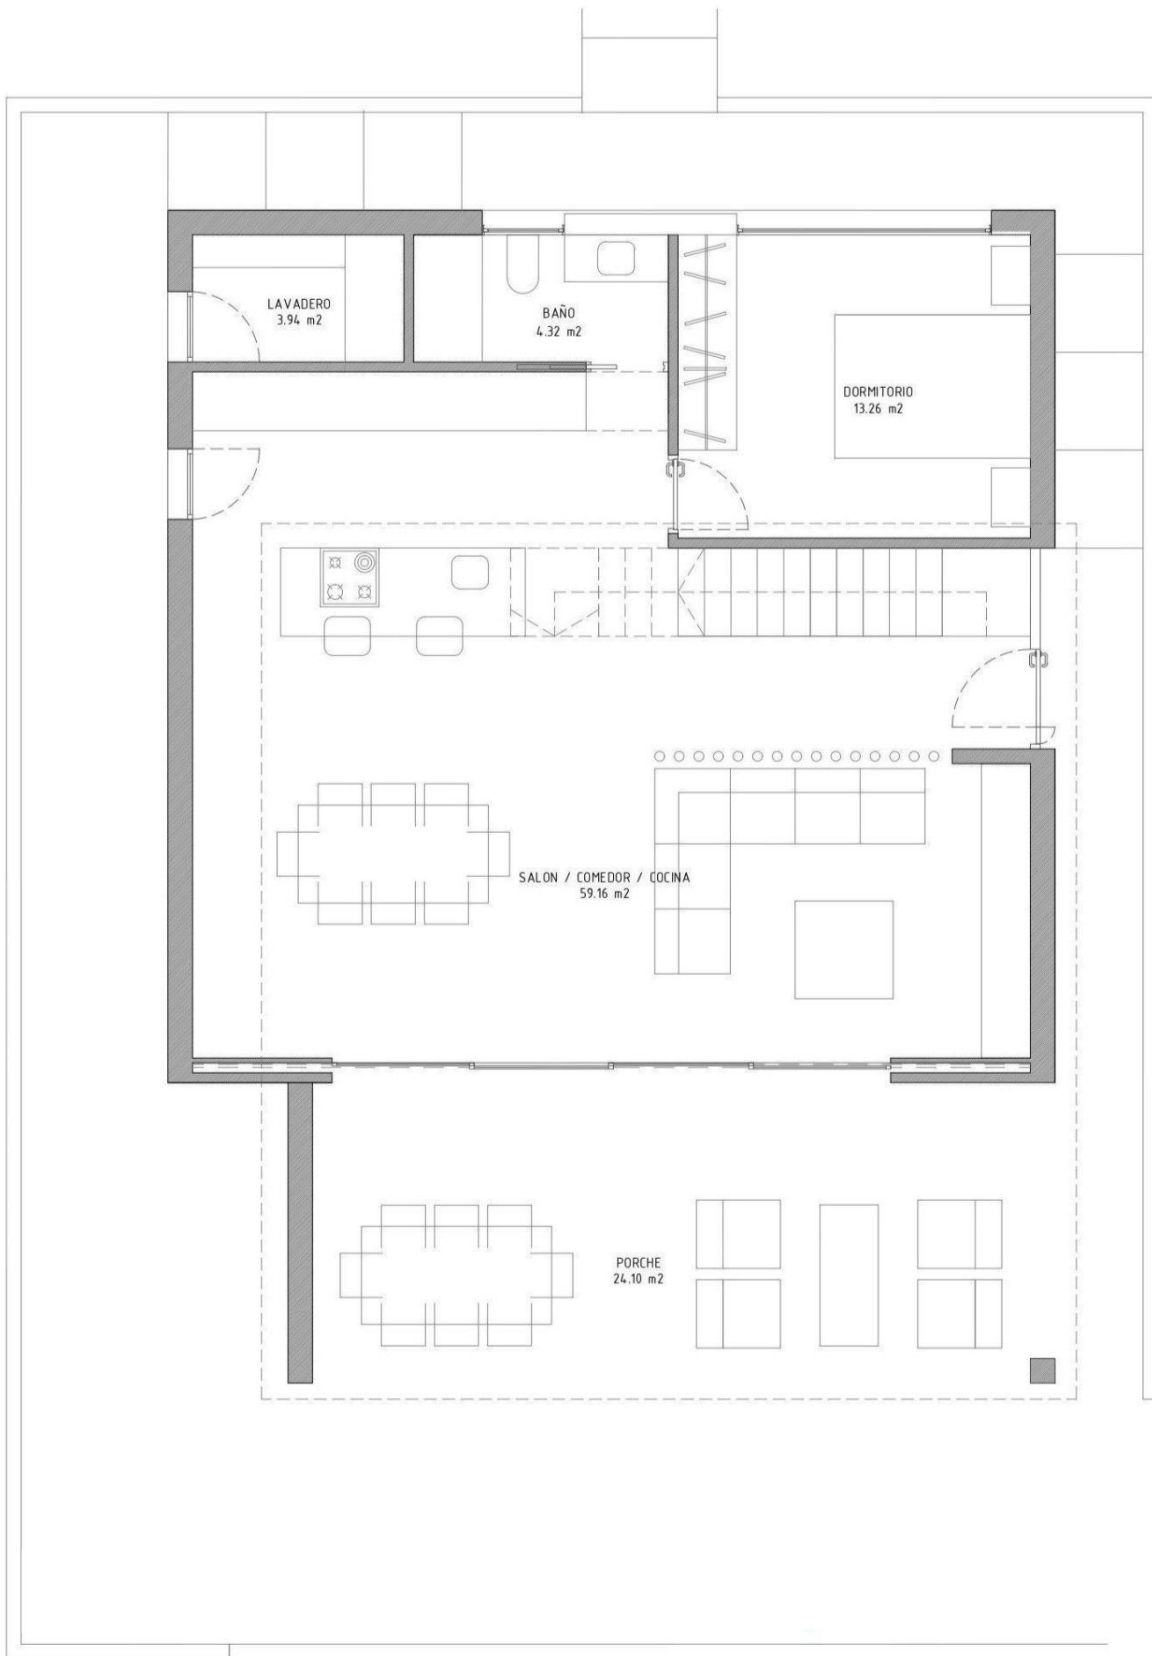 LAVADERO
3.94 m2
BAÑO
4.32 m2
DORMITORIO
13.26 m2
SALON / COMEDOR / COCINA
59.16 m2
PORCHE
24.10 m2